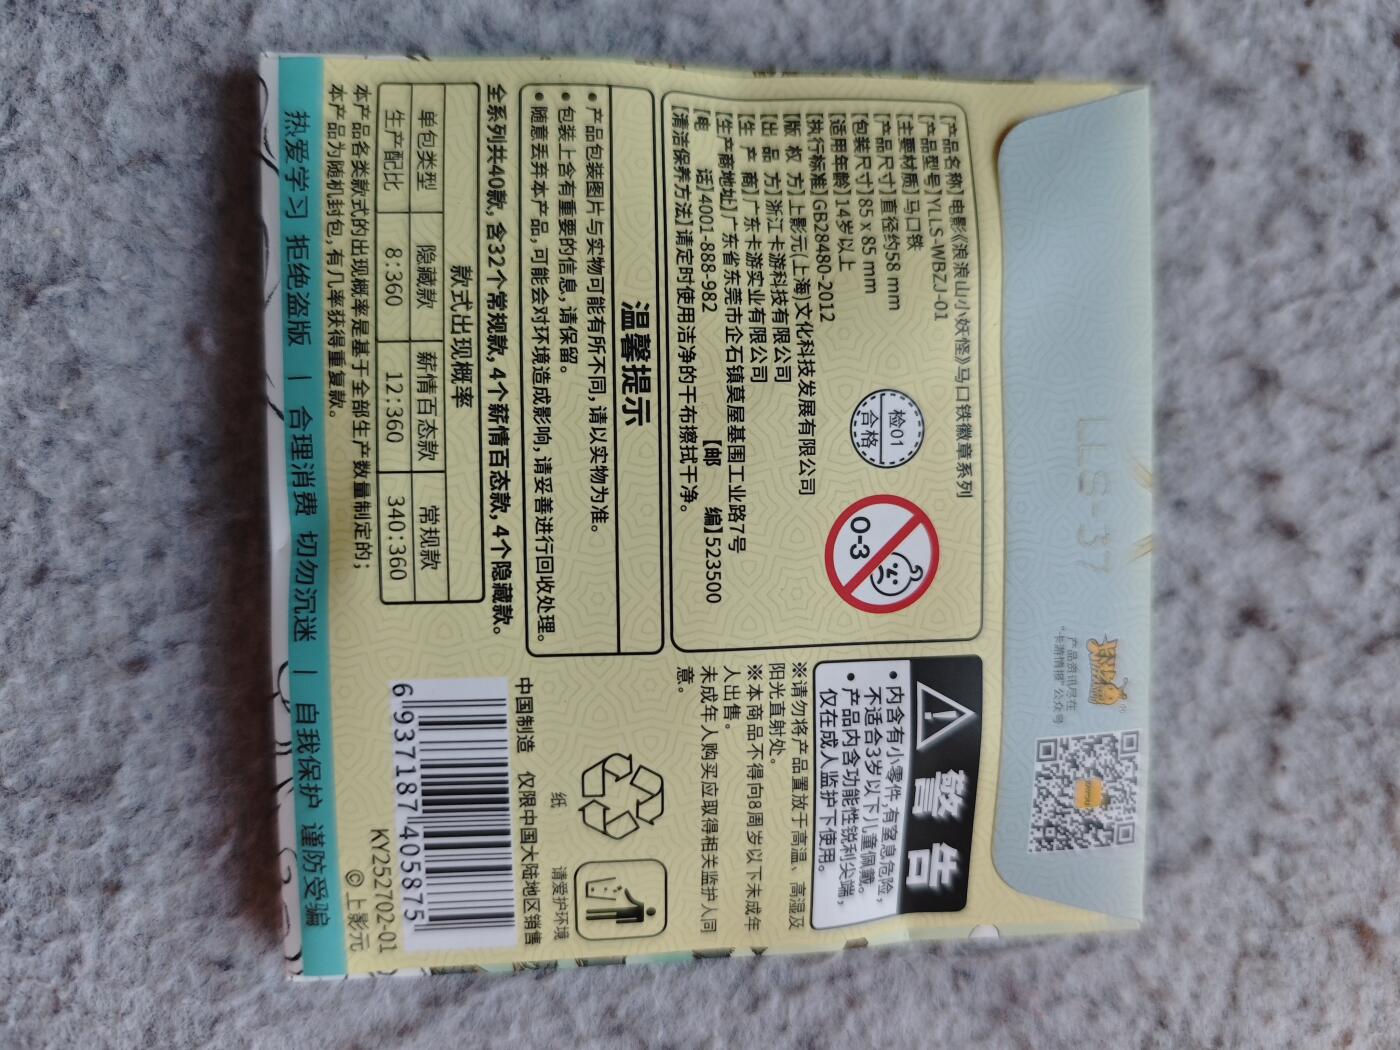 LLS-37
卡游
®
产品资讯尽在
"卡游情报"公众号
【产品名称】电影《浪浪山小妖怪》马口铁徽章系列
【产品型号】YLLS-WBZJ-01
【主要材质】马口铁
【产品尺寸】直径约58 mm
【包装尺寸】85 x 85 mm
【适用年龄】14岁以上
【执行标准】GB28480-2012
【版 权 方】上影元(上海)文化科技发展有限公司
【出 品 方】浙江卡游科技有限公司
【生 产 商】广东卡游实业有限公司
【生产商地址】广东省东莞市企石镇莫屋基围工业路7号
【电 话】4001-888-982 【邮 编】523500
【清洁保养方法】请定时使用洁净的干布擦拭干净。
检01
合格
0-3
警告
• 内含有小零件,有窒息危险,
不适合3岁以下儿童佩戴。
• 产品内含功能性锐利尖端,
仅在成人监护下使用。
※请勿将产品置放于高温、高湿及
阳光直射处。
※本商品不得向8周岁以下未成年
人出售。
未成年人购买应取得相关监护人同
意。
温馨提示
• 产品包装图片与实物可能有所不同,请以实物为准。
• 包装上含有重要的信息,请保留。
• 随意丢弃本产品,可能会对环境造成影响,请妥善进行回收处理。
纸
请爱护环境
全系列共40款,含32个常规款,4个薪情百态款,4个隐藏款。
款式出现概率
单包类型 隐藏款 薪情百态款 常规款
生产配比 8:360 12:360 340:360
本产品各类款式的出现概率是基于全部生产数量制定的;
本产品为随机封包,有几率获得重复款。
中国制造 仅限中国大陆地区销售
6 937187 405875
KY252702-01
© 上影元
热爱学习 拒绝盗版 | 合理消费 切勿沉迷 | 自我保护 谨防受骗